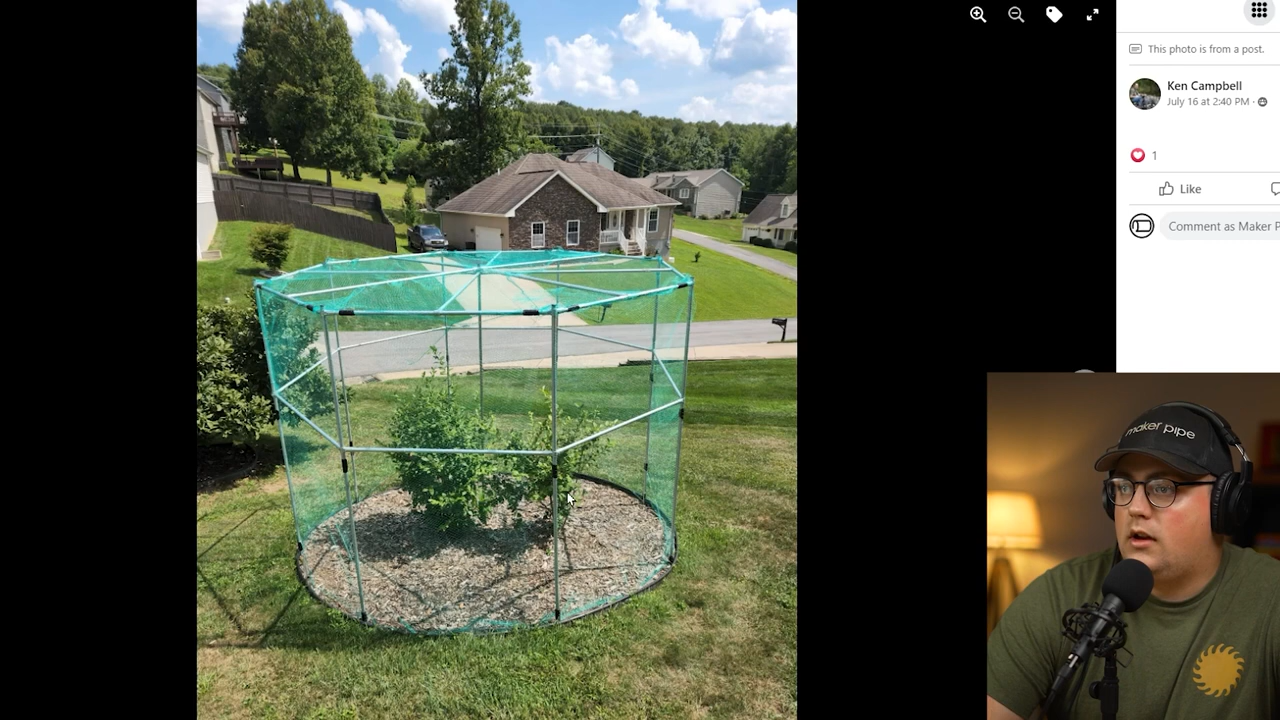 This photo is from a post.
Ken Campbell
July 16 at 2:40 PM ·
1
Like
Comment as Maker P
maker pipe